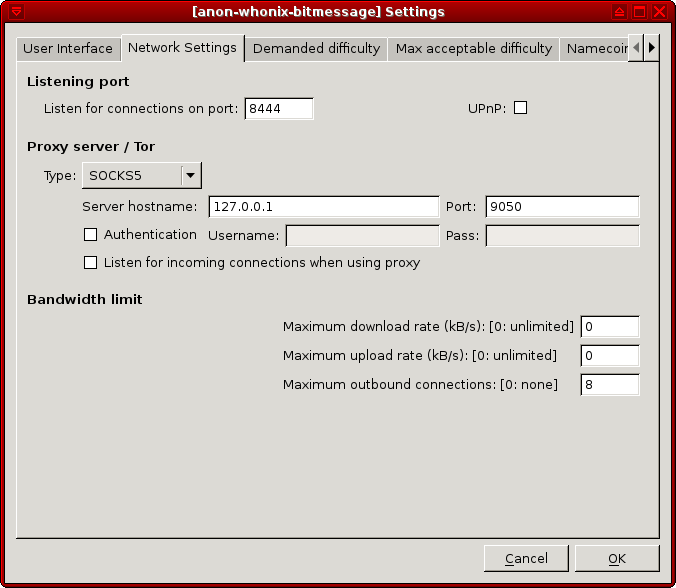 [anon-whonix-bitmessage] Settings
User Interface Network Settings Demanded difficulty Max acceptable difficulty
Listening port
Listen for connections on port: 8444 UPnP:
Proxy server / Tor
Type: SOCKS5
Server hostname: 127.0.0.1 Port: 9050
Authentication Username: Pass:
Listen for incoming connections when using proxy
Bandwidth limit
Maximum download rate (kB/s): [0: unlimited] 0
Maximum upload rate (kB/s): [0: unlimited] 0
Maximum outbound connections: [0: none] 8
Cancel OK